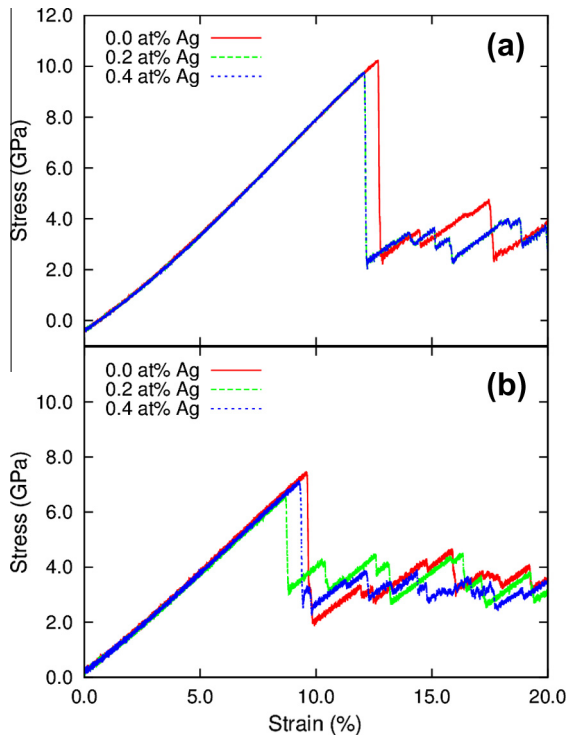 (a)
0.0 at% Ag
0.2 at% Ag
0.4 at% Ag
10.0
8.0
6.0
4.0
2.0
0.0
Stress (GPa)
(b)
0.0 at% Ag
0.2 at% Ag
0.4 at% Ag
10.0
8.0
6.0
4.0
2.0
0.0
Stress (GPa)
0.0 5.0 10.0 15.0 20.0
Strain (%)